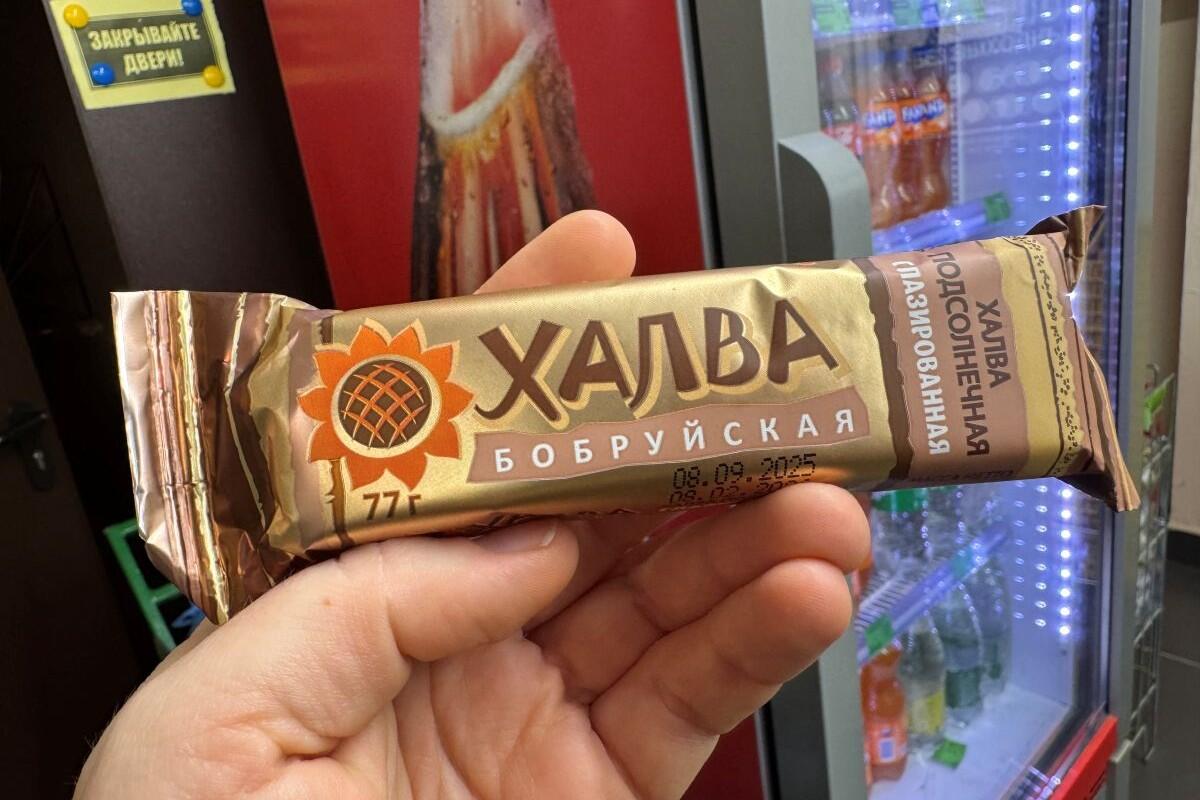 ЗАКРЫВАЙТЕ
ДВЕРИ!
ХАЛВА
БОБРУЙСКАЯ
77 г
08.09.2025
ХАЛВА
ПОДСОЛНЕЧНАЯ
ГЛАЗИРОВАННАЯ